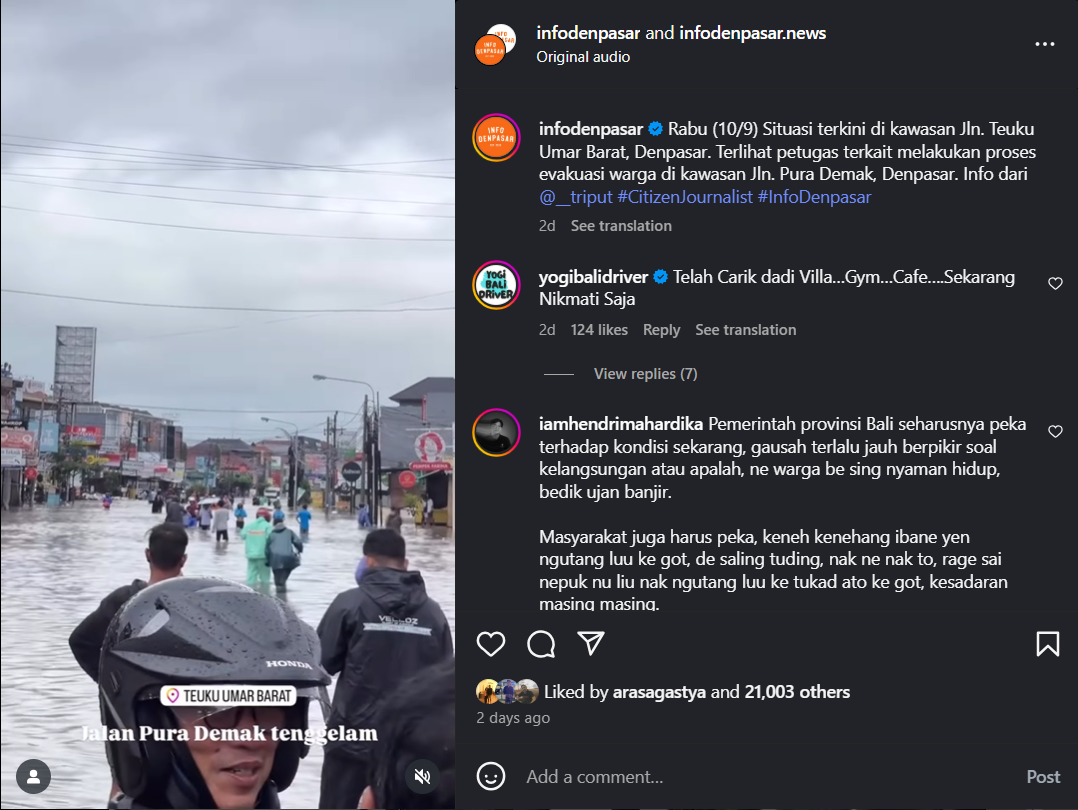 infodenpasar and infodenpasar.news
Original audio
INFO
DENPASAR
infodenpasar Rabu (10/9) Situasi terkini di kawasan Jln. Teuku
Umar Barat, Denpasar. Terlihat petugas terkait melakukan proses
evakuasi warga di kawasan Jln. Pura Demak, Denpasar. Info dari
@__triput #CitizenJournalist #InfoDenpasar
2d See translation
YOGI
BALI
DRIVER
yogibalidriver Telah Carik dadi Villa...Gym...Cafe....Sekarang
Nikmati Saja
2d 124 likes Reply See translation
View replies (7)
iamhendrimahardika Pemerintah provinsi Bali seharusnya peka
terhadap kondisi sekarang, gausah terlalu jauh berpikir soal
kelangsungan atau apalah, ne warga be sing nyaman hidup,
bedik ujan banjir.
Masyarakat juga harus peka, keneh kenehang ibane yen
ngutang luu ke got, de saling tuding, nak ne nak to, rage sai
nepuk nu liu nak ngutang luu ke tukad ato ke got, kesadaran
masing masing.
Liked by arasagastya and 21,003 others
2 days ago
Add a comment...
Post
HONDA
TEUKU UMAR BARAT
Jalan Pura Demak tenggelam